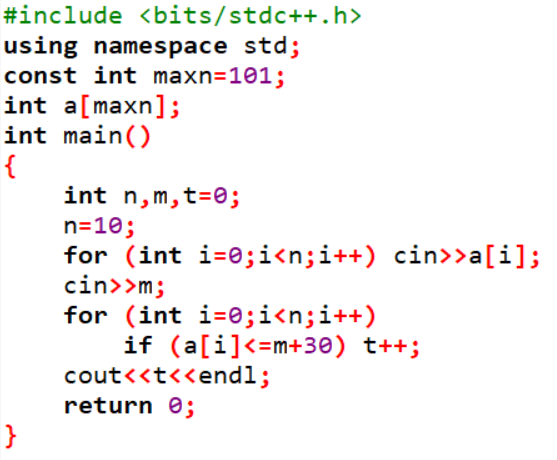 #include <bits/stdc++.h>
using namespace std;
const int maxn=101;
int a[maxn];
int main()
{
    int n,m,t=0;
    n=10;
    for (int i=0;i<n;i++) cin>>a[i];
    cin>>m;
    for (int i=0;i<n;i++)
        if (a[i]<=m+30) t++;
    cout<<t<<endl;
    return 0;
}